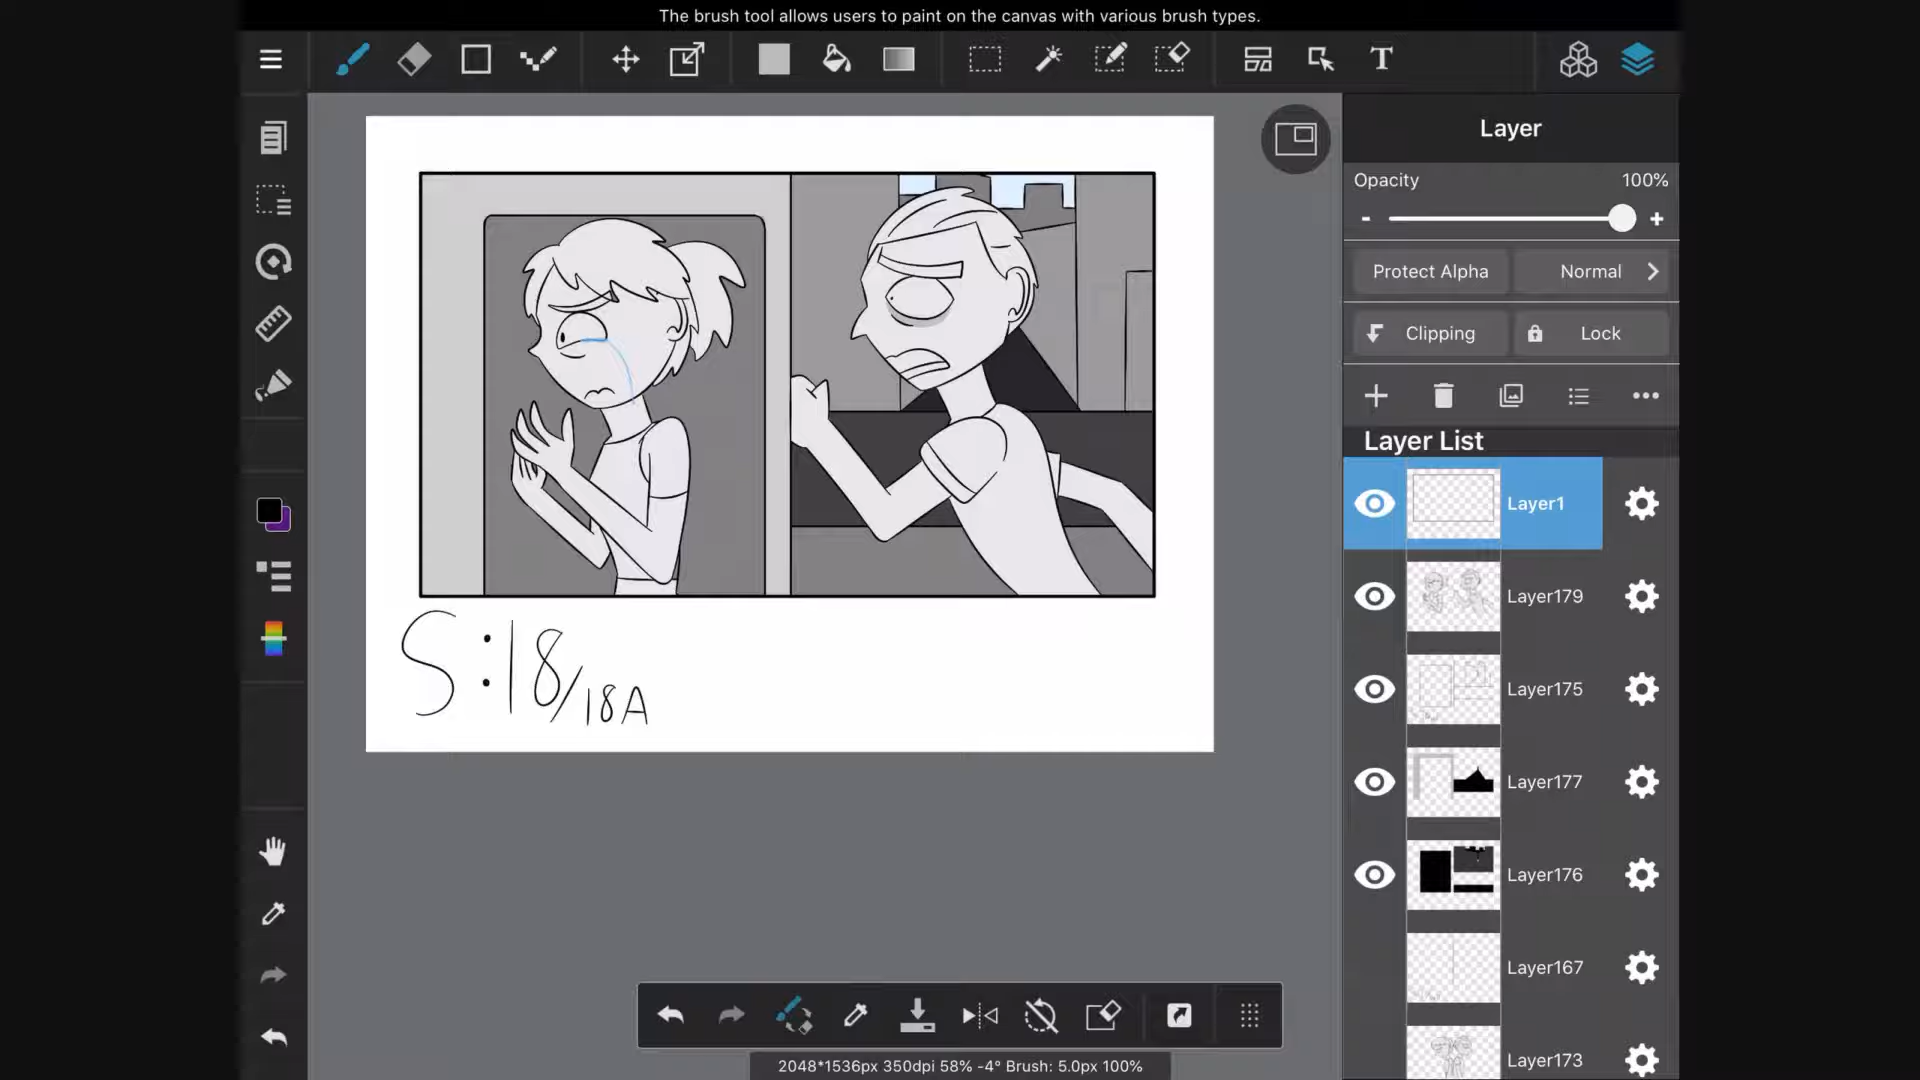 The brush tool allows users to paint on the canvas with various brush types.
T
Layer
Opacity 100%
- +
Protect Alpha Normal
Clipping Lock
Layer List
Layer1
Layer179
Layer175
Layer177
Layer176
Layer167
Layer173
S:18/18A
2048*1536px 350dpi 58% -4° Brush: 5.0px 100%